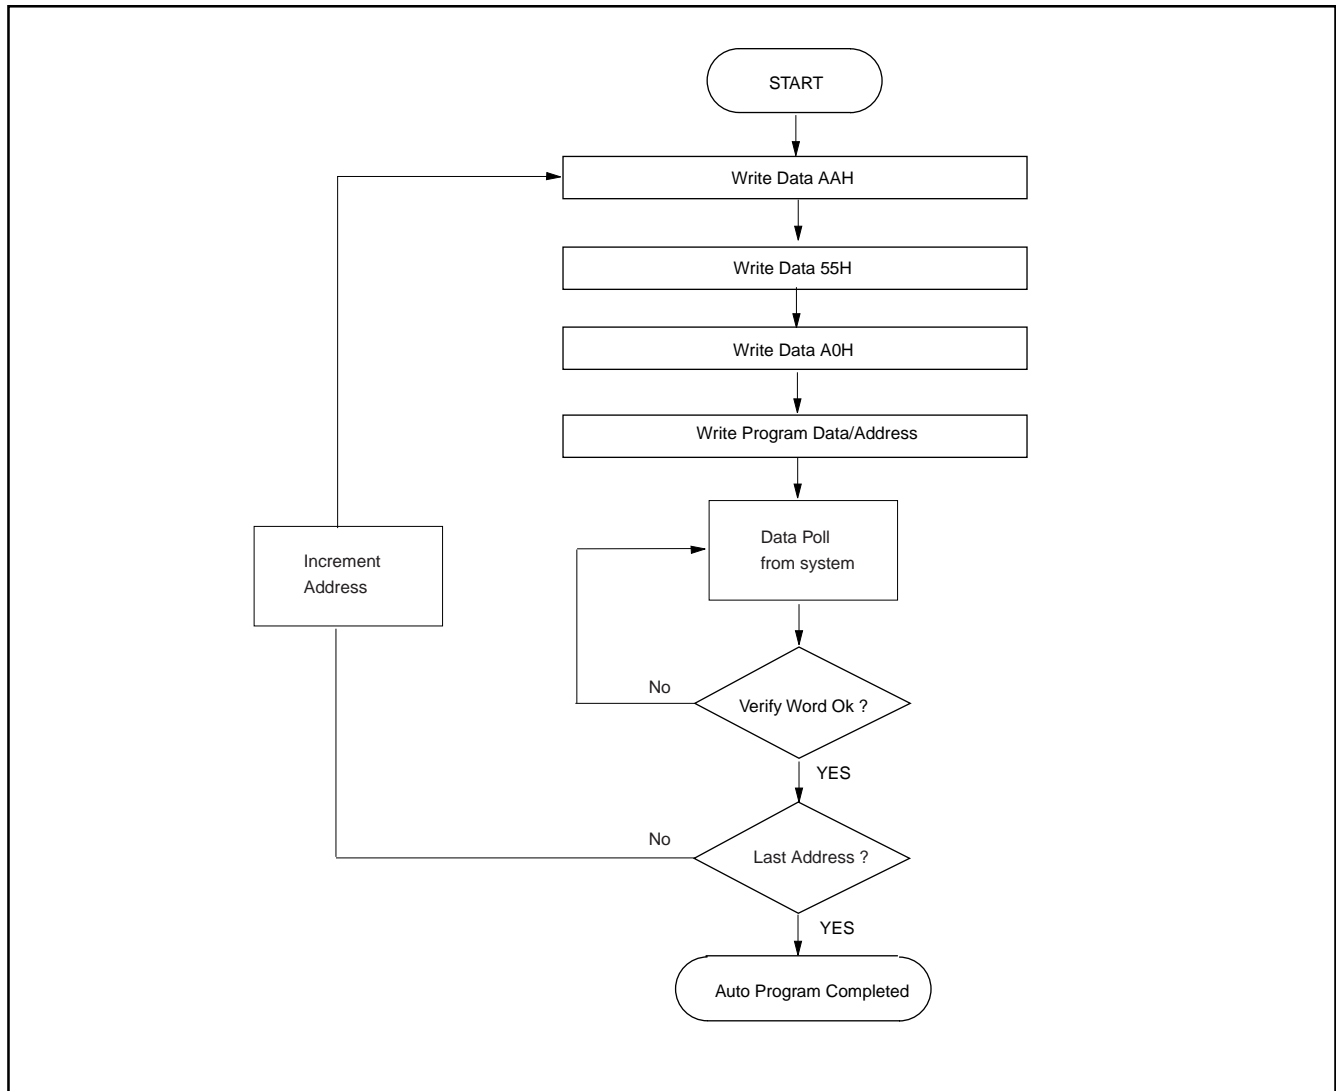 START
Write Data AAH
Write Data 55H
Write Data A0H
Write Program Data/Address
Data Poll
from system
Increment
Address
No
Verify Word Ok ?
YES
No
Last Address ?
YES
Auto Program Completed